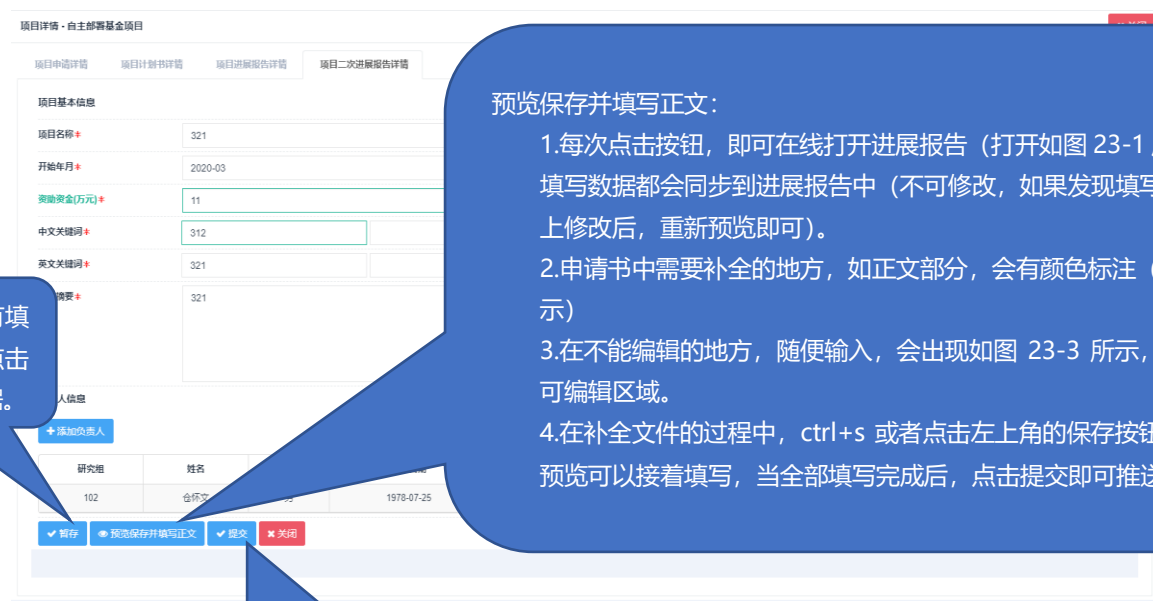 项目详情 - 自主部署基金项目
关闭
项目申请详情 项目计划书详情 项目进展报告详情 项目二次进展报告详情
项目基本信息
项目名称* 321
开始年月* 2020-03
资助资金(万元)* 11
中文关键词* 312
英文关键词* 321
摘要* 321
人信息
+ 添加负责人
研究组 姓名
102 仓怀文 1978-07-25
暂存 预览保存并填写正文 提交 关闭
填
点击
。
预览保存并填写正文：
1.每次点击按钮，即可在线打开进展报告（打开如图 23-1
填写数据都会同步到进展报告中（不可修改，如果发现填写
上修改后，重新预览即可）。
2.申请书中需要补全的地方，如正文部分，会有颜色标注（
示）
3.在不能编辑的地方，随便输入，会出现如图 23-3 所示，
可编辑区域。
4.在补全文件的过程中，ctrl+s 或者点击左上角的保存按钮
预览可以接着填写，当全部填写完成后，点击提交即可推送